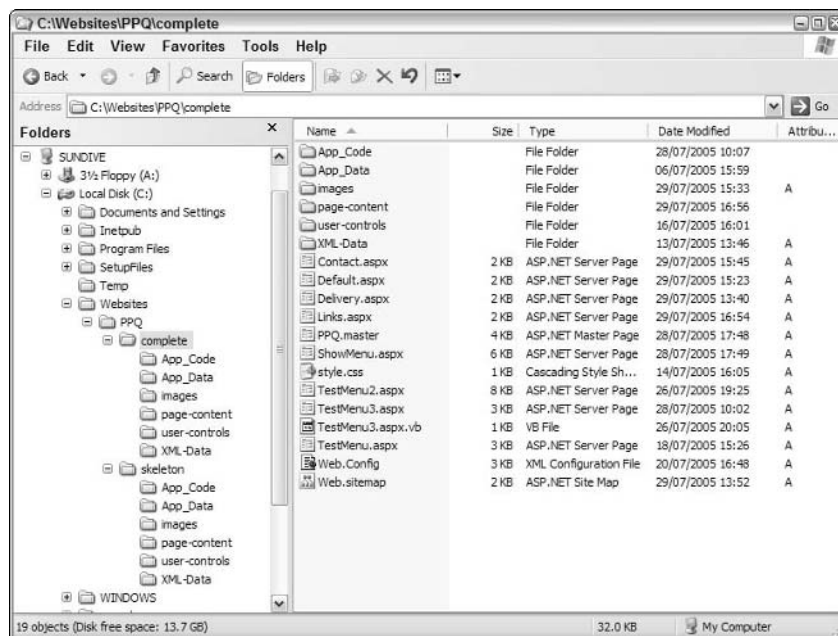 C:\Websites\PPQ\complete
File Edit View Favorites Tools Help
Back Search Folders
Address C:\Websites\PPQ\complete Go
Folders
SUNDIVE
3½ Floppy (A:)
Local Disk (C:)
Documents and Settings
Inetpub
Program Files
SetupFiles
Temp
Websites
PPQ
complete
App_Code
App_Data
images
page-content
user-controls
XML-Data
skeleton
App_Code
App_Data
images
page-content
user-controls
XML-Data
WINDOWS
Name Size Type Date Modified Attribu...
App_Code File Folder 28/07/2005 10:07
App_Data File Folder 06/07/2005 15:59
images File Folder 29/07/2005 15:33 A
page-content File Folder 29/07/2005 16:56
user-controls File Folder 16/07/2005 16:01
XML-Data File Folder 13/07/2005 13:46 A
Contact.aspx 2 KB ASP.NET Server Page 29/07/2005 15:45 A
Default.aspx 2 KB ASP.NET Server Page 29/07/2005 15:23 A
Delivery.aspx 2 KB ASP.NET Server Page 29/07/2005 13:40 A
Links.aspx 2 KB ASP.NET Server Page 29/07/2005 16:54 A
PPQ.master 4 KB ASP.NET Master Page 28/07/2005 17:48 A
ShowMenu.aspx 6 KB ASP.NET Server Page 28/07/2005 17:49 A
style.css 1 KB Cascading Style Sh... 14/07/2005 16:05 A
TestMenu2.aspx 8 KB ASP.NET Server Page 26/07/2005 19:25 A
TestMenu3.aspx 3 KB ASP.NET Server Page 28/07/2005 10:02 A
TestMenu3.aspx.vb 1 KB VB File 26/07/2005 20:05 A
TestMenu.aspx 3 KB ASP.NET Server Page 18/07/2005 15:26 A
Web.Config 3 KB XML Configuration File 20/07/2005 16:48 A
Web.sitemap 2 KB ASP.NET Site Map 29/07/2005 13:52 A
19 objects (Disk free space: 13.7 GB) 32.0 KB My Computer